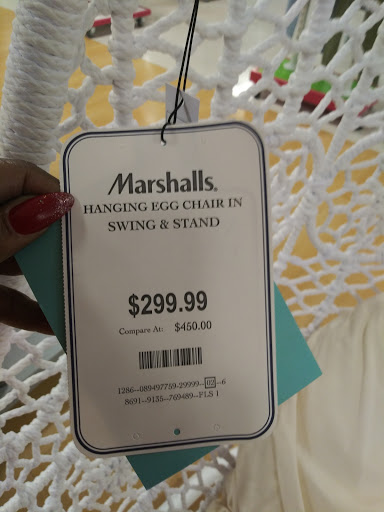 Marshalls.
HANGING EGG CHAIR IN
SWING & STAND
$299.99
Compare At: $450.00
1286--089497759-29999--02--6
8691--9135--769489--FLS 1